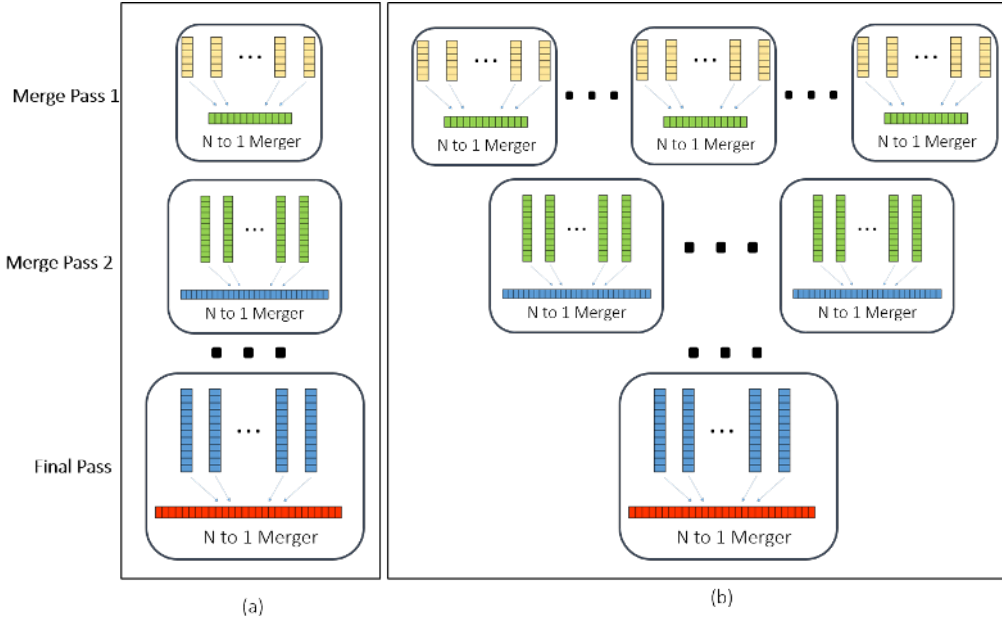 Merge Pass 1
N to 1 Merger
N to 1 Merger
N to 1 Merger
N to 1 Merger
Merge Pass 2
N to 1 Merger
N to 1 Merger
N to 1 Merger
Final Pass
N to 1 Merger
N to 1 Merger
(a)
(b)